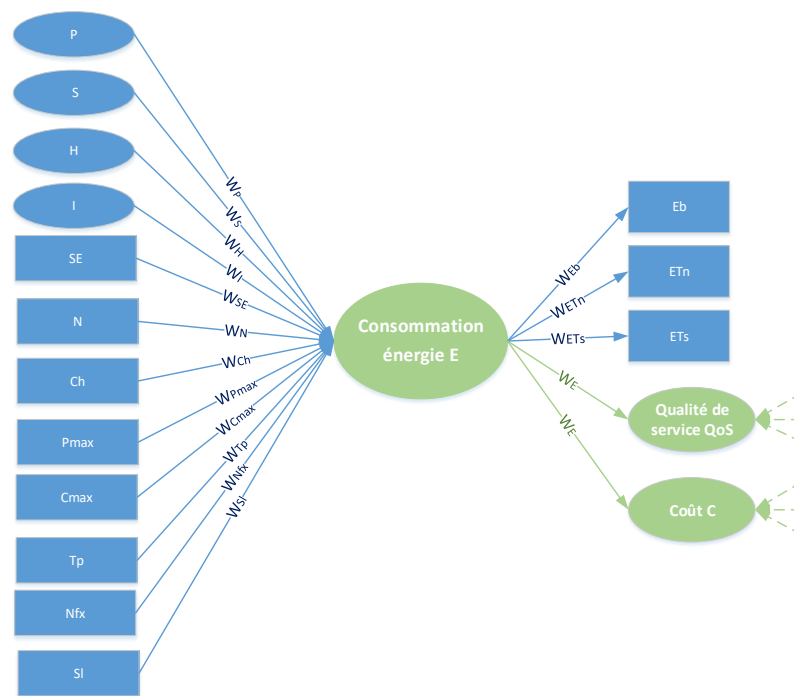 P
S
H
I
SE
N
Ch
Pmax
Cmax
Tp
Nfx
Sl
WP
WS
WH
WI
WSE
WN
WCh
WPmax
WCmax
WTp
WNfx
WSl
Consommation
énergie E
WEb
WETn
WETs
WE
WE
Eb
ETn
ETs
Qualité de
service QoS
Coût C